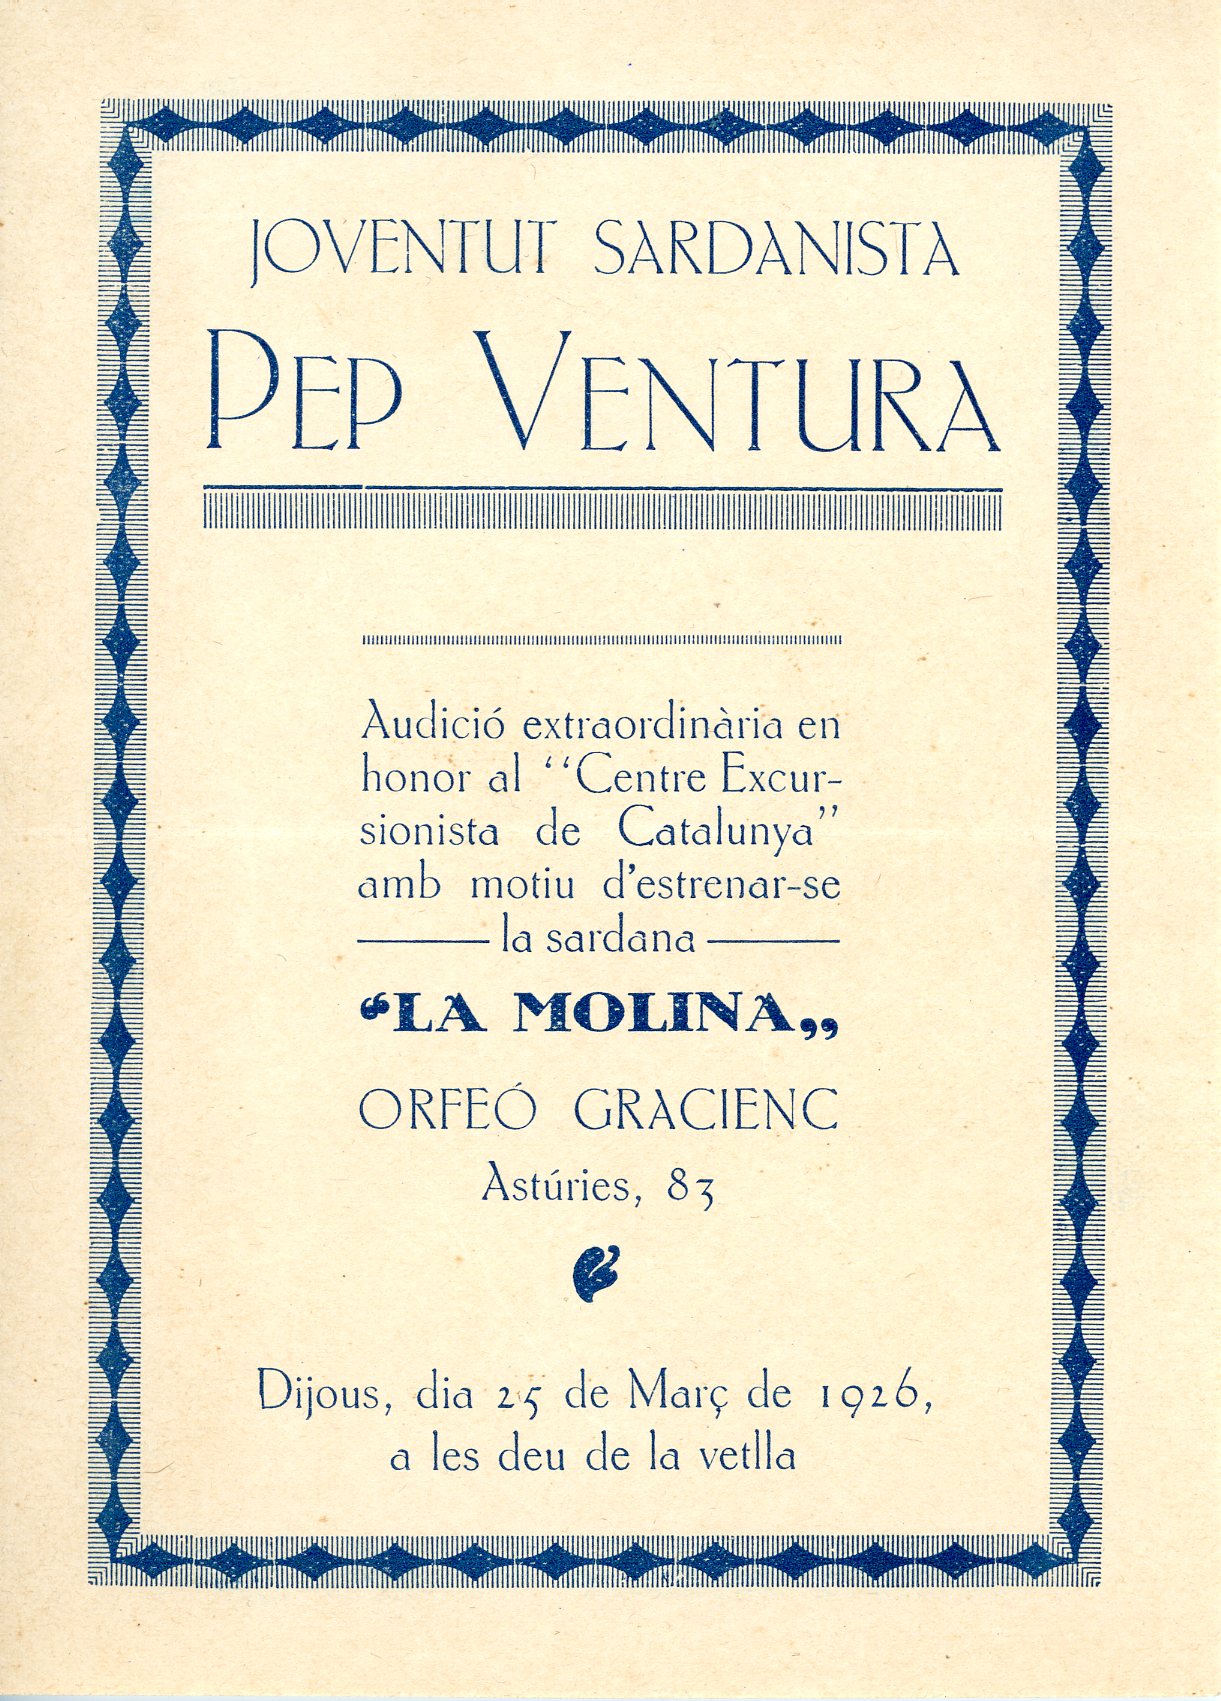 JOVENTUT SARDANISTA
PEP VENTURA
Audició extraordinària en
honor al “Centre Excur-
sionista de Catalunya”
amb motiu d'estrenar-se
la sardana
“LA MOLINA„
ORFEÓ GRACIENC
Astúries, 83
Dijous, dia 25 de Març de 1926,
a les deu de la vetlla